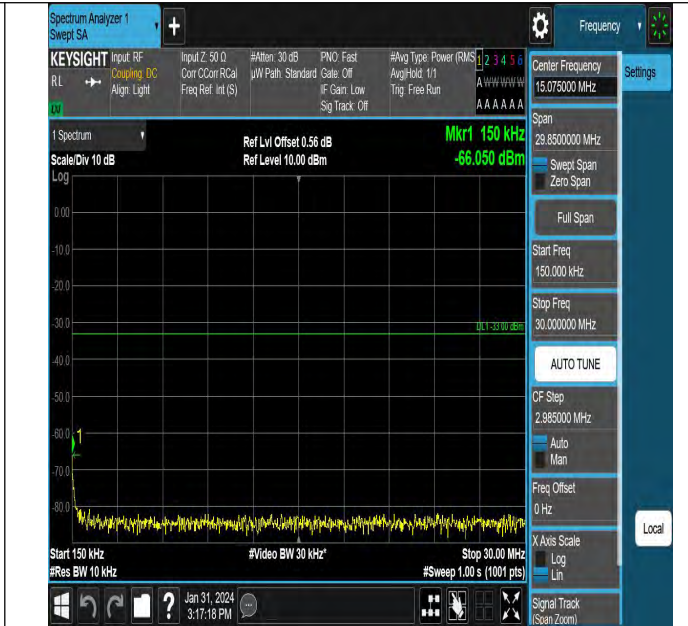 Spectrum Analyzer 1
Swept SA
+
Frequency
KEYSIGHT
RL
Input: RF
Coupling: DC
Align: Light
Input Z: 50 Ω
Corr CCorr RCal
Freq Ref: Int (S)
#Atten: 30 dB
µW Path: Standard
PNO: Fast
Gate: Off
IF Gain: Low
Sig Track: Off
#Avg Type: Power (RMS
Avg|Hold: 1/1
Trig: Free Run
1 2 3 4 5 6
A W W W W W
A A A A A A
1 Spectrum
Scale/Div 10 dB
Ref Lvl Offset 0.56 dB
Ref Level 10.00 dBm
Mkr1 150 kHz
-66.050 dBm
Log
0.00
-10.0
-20.0
-30.0
DL1 -33.00 dBm
-40.0
-50.0
-60.0
1
-70.0
-80.0
Start 150 kHz
#Video BW 30 kHz*
Stop 30.00 MHz
#Res BW 10 kHz
#Sweep 1.00 s (1001 pts)
?
Jan 31, 2024
3:17:18 PM
Center Frequency
15.075000 MHz
Settings
Span
29.8500000 MHz
Swept Span
Zero Span
Full Span
Start Freq
150.000 kHz
Stop Freq
30.000000 MHz
AUTO TUNE
CF Step
2.985000 MHz
Auto
Man
Freq Offset
0 Hz
Local
X Axis Scale
Log
Lin
Signal Track
(Span Zoom)